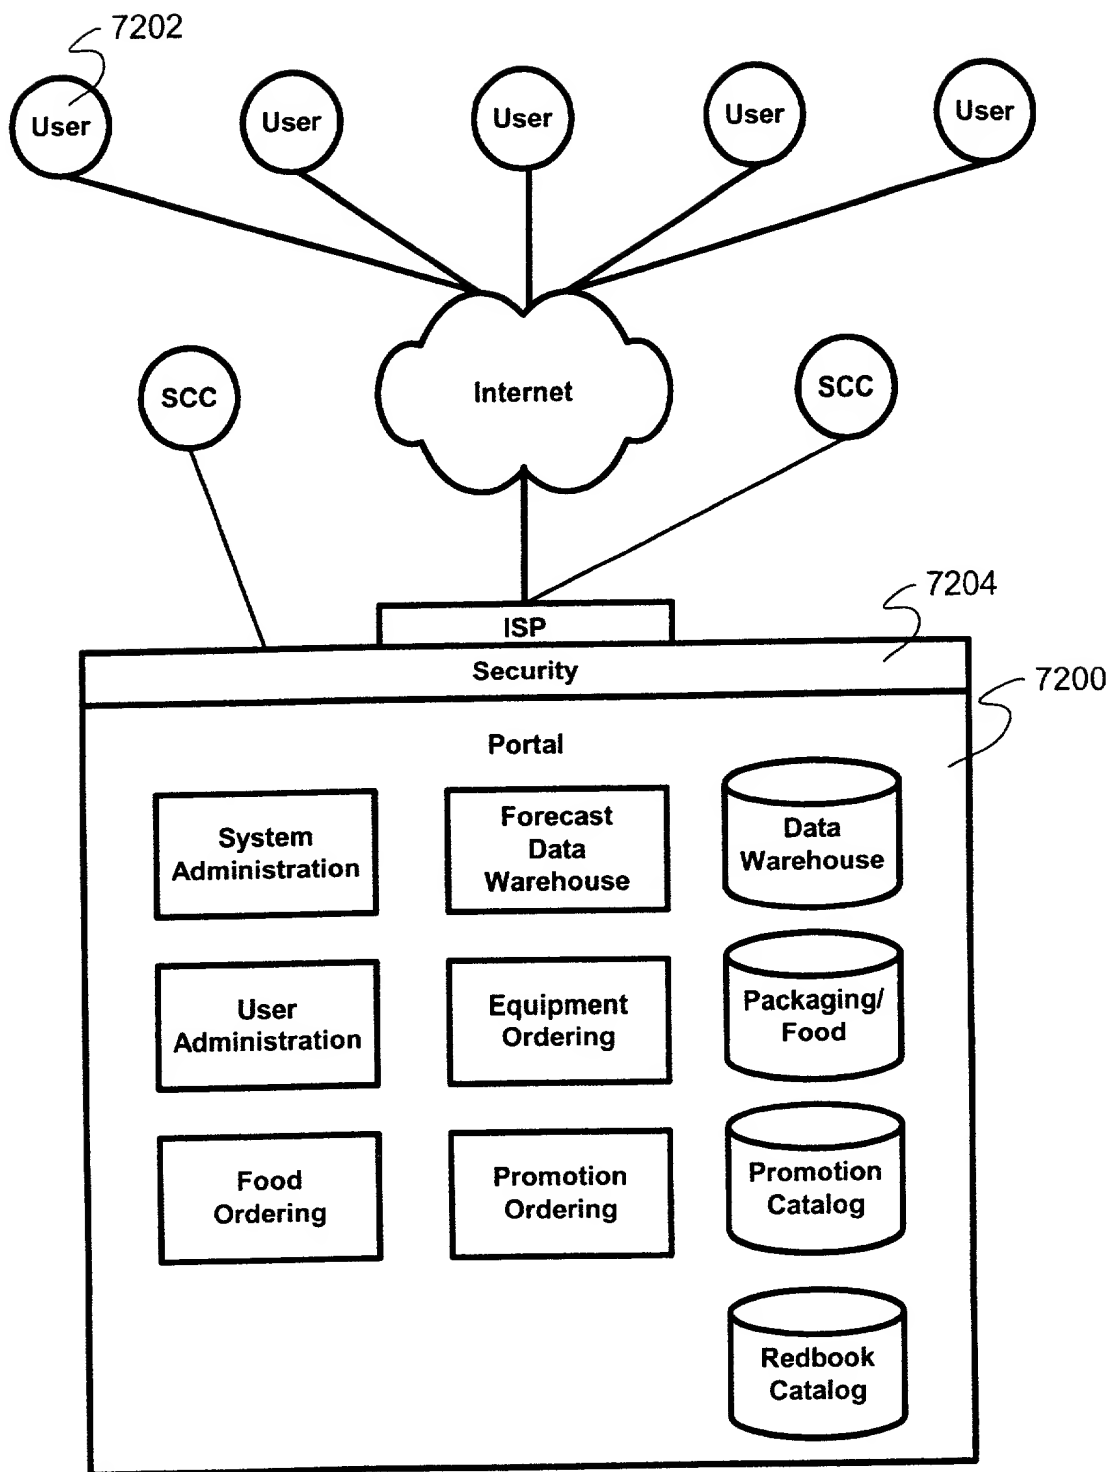 7202
User
User
User
User
User
SCC
Internet
SCC
7204
ISP
Security
7200
Portal
System
Administration
Forecast
Data
Warehouse
Data
Warehouse
User
Administration
Equipment
Ordering
Packaging/
Food
Food
Ordering
Promotion
Ordering
Promotion
Catalog
Redbook
Catalog